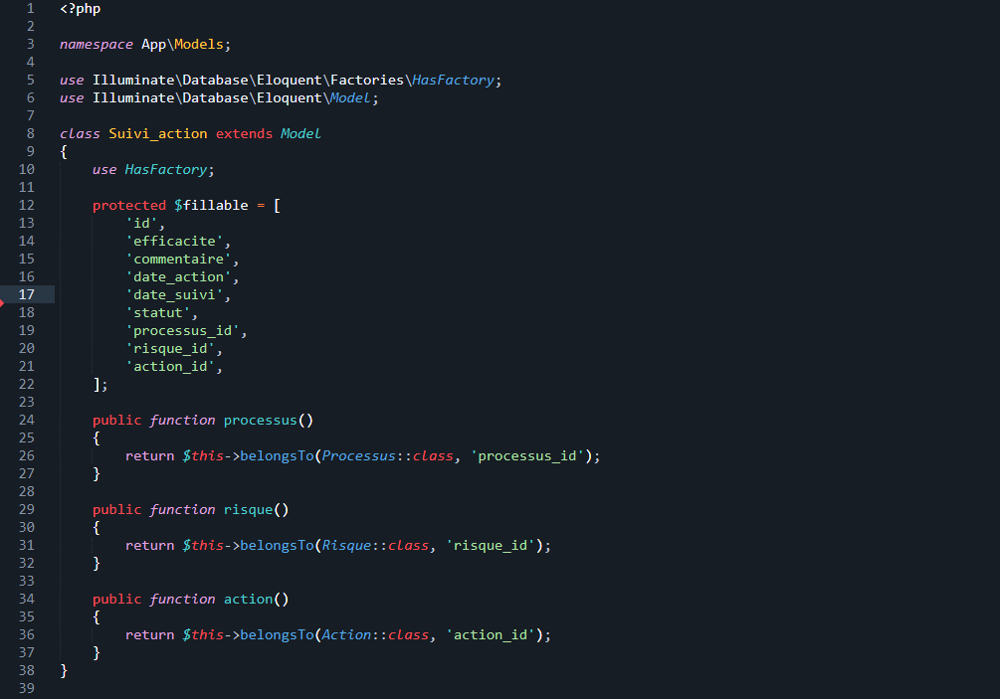 1 <?php
2
3 namespace App\Models;
4
5 use Illuminate\Database\Eloquent\Factories\HasFactory;
6 use Illuminate\Database\Eloquent\Model;
7
8 class Suivi_action extends Model
9 {
10     use HasFactory;
11
12     protected $fillable = [
13         'id',
14         'efficacite',
15         'commentaire',
16         'date_action',
17         'date_suivi',
18         'statut',
19         'processus_id',
20         'risque_id',
21         'action_id',
22     ];
23
24     public function processus()
25     {
26         return $this->belongsTo(Processus::class, 'processus_id');
27     }
28
29     public function risque()
30     {
31         return $this->belongsTo(Risque::class, 'risque_id');
32     }
33
34     public function action()
35     {
36         return $this->belongsTo(Action::class, 'action_id');
37     }
38 }
39